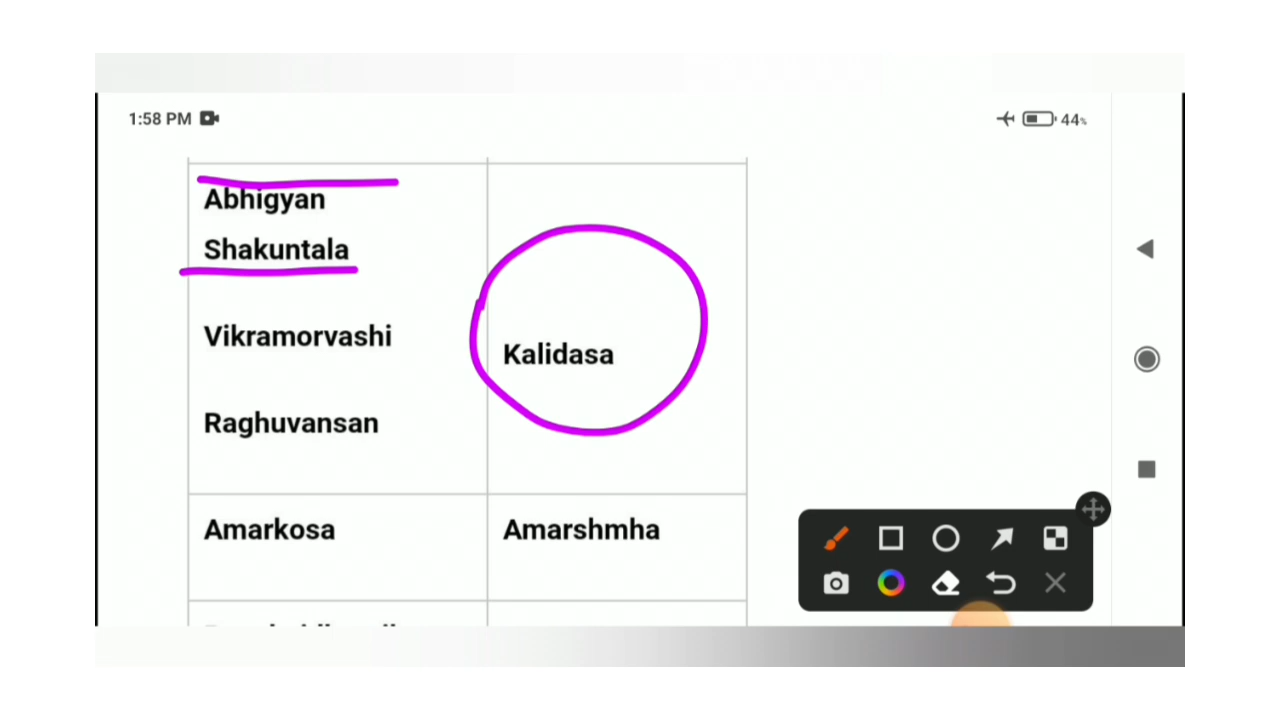 1:58 PM 44%
Abhigyan
Shakuntala
Vikramorvashi
Kalidasa
Raghuvansan
Amarkosa Amarshmha